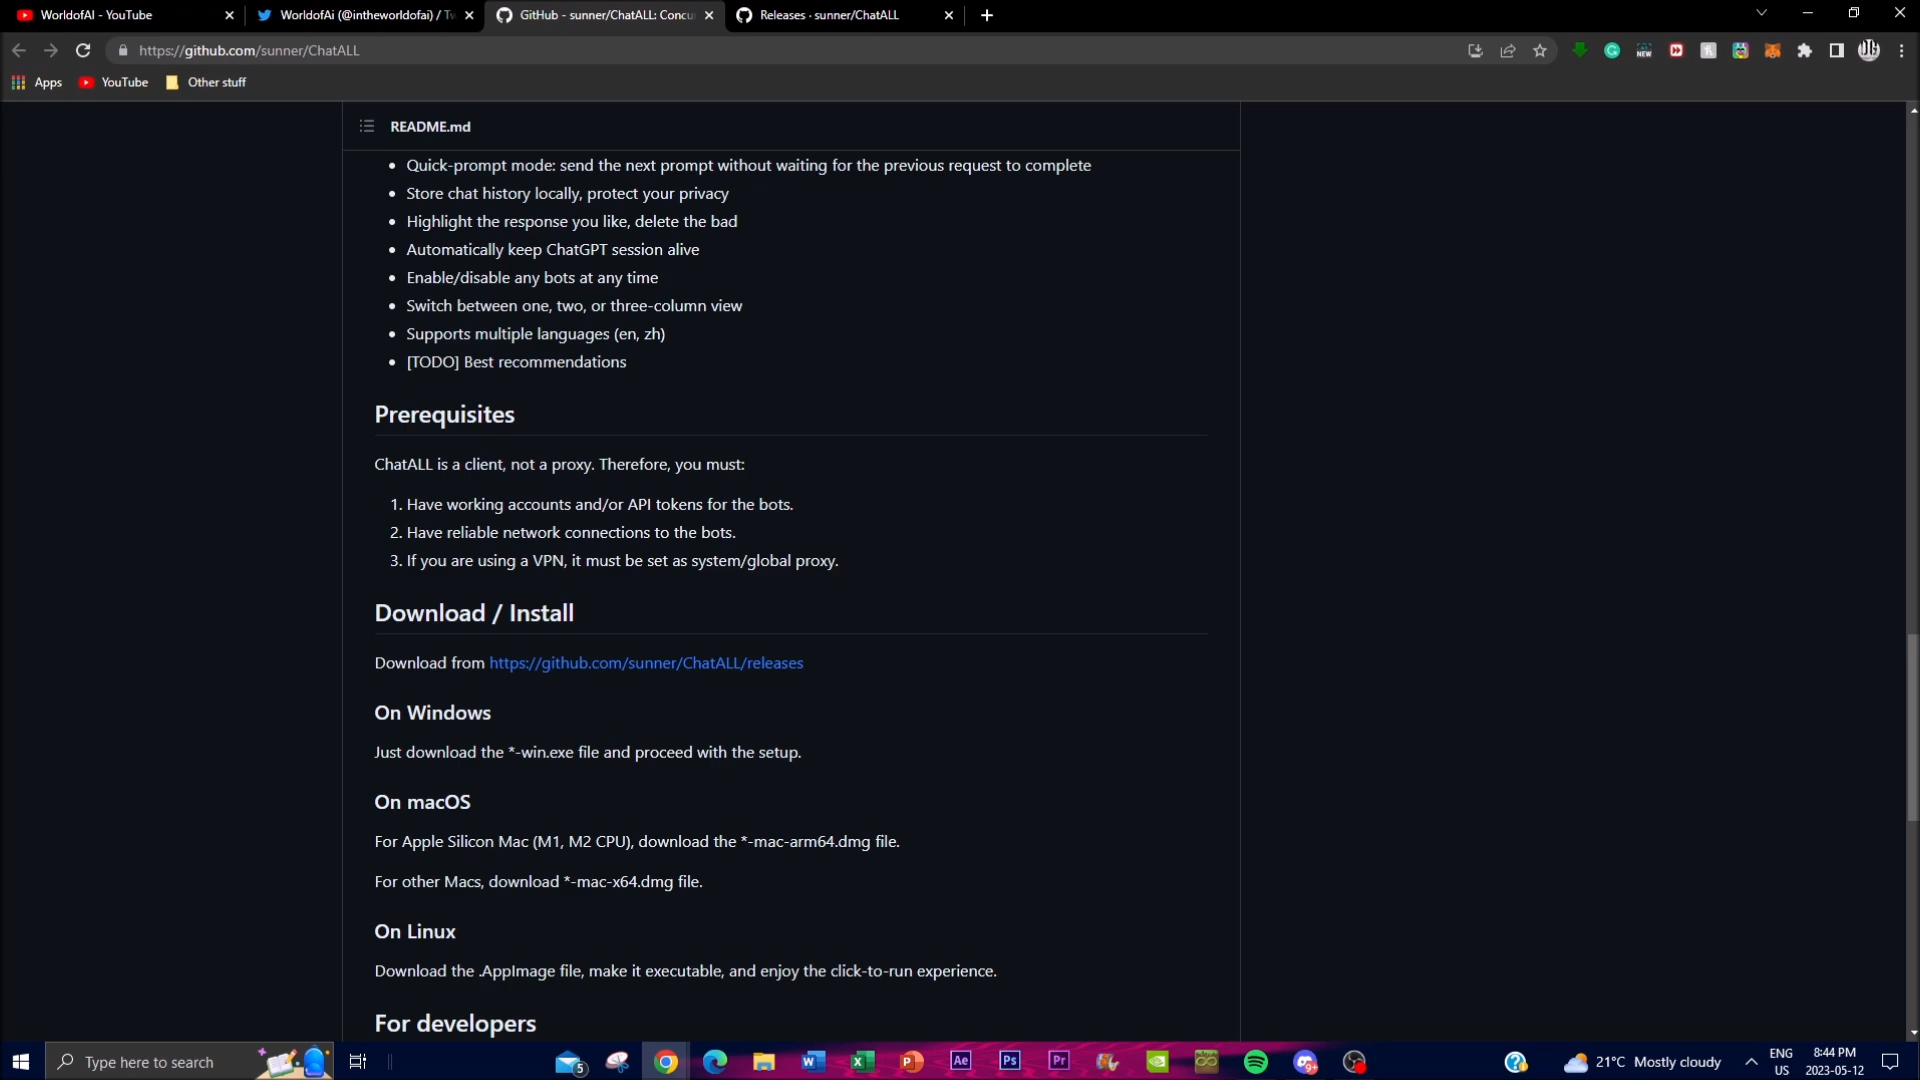 WorldofAI - YouTube
WorldofAi (@intheworldofai) / Tw
GitHub - sunner/ChatALL: Concu
Releases · sunner/ChatALL
https://github.com/sunner/ChatALL
NEW
Apps
YouTube
Other stuff
README.md
Quick-prompt mode: send the next prompt without waiting for the previous request to complete
Store chat history locally, protect your privacy
Highlight the response you like, delete the bad
Automatically keep ChatGPT session alive
Enable/disable any bots at any time
Switch between one, two, or three-column view
Supports multiple languages (en, zh)
[TODO] Best recommendations
Prerequisites
ChatALL is a client, not a proxy. Therefore, you must:
1. Have working accounts and/or API tokens for the bots.
2. Have reliable network connections to the bots.
3. If you are using a VPN, it must be set as system/global proxy.
Download / Install
Download from https://github.com/sunner/ChatALL/releases
On Windows
Just download the *-win.exe file and proceed with the setup.
On macOS
For Apple Silicon Mac (M1, M2 CPU), download the *-mac-arm64.dmg file.
For other Macs, download *-mac-x64.dmg file.
On Linux
Download the .AppImage file, make it executable, and enjoy the click-to-run experience.
For developers
Type here to search
5
Ae
Ps
Pr
9+
21°C Mostly cloudy
ENG
US
8:44 PM
2023-05-12